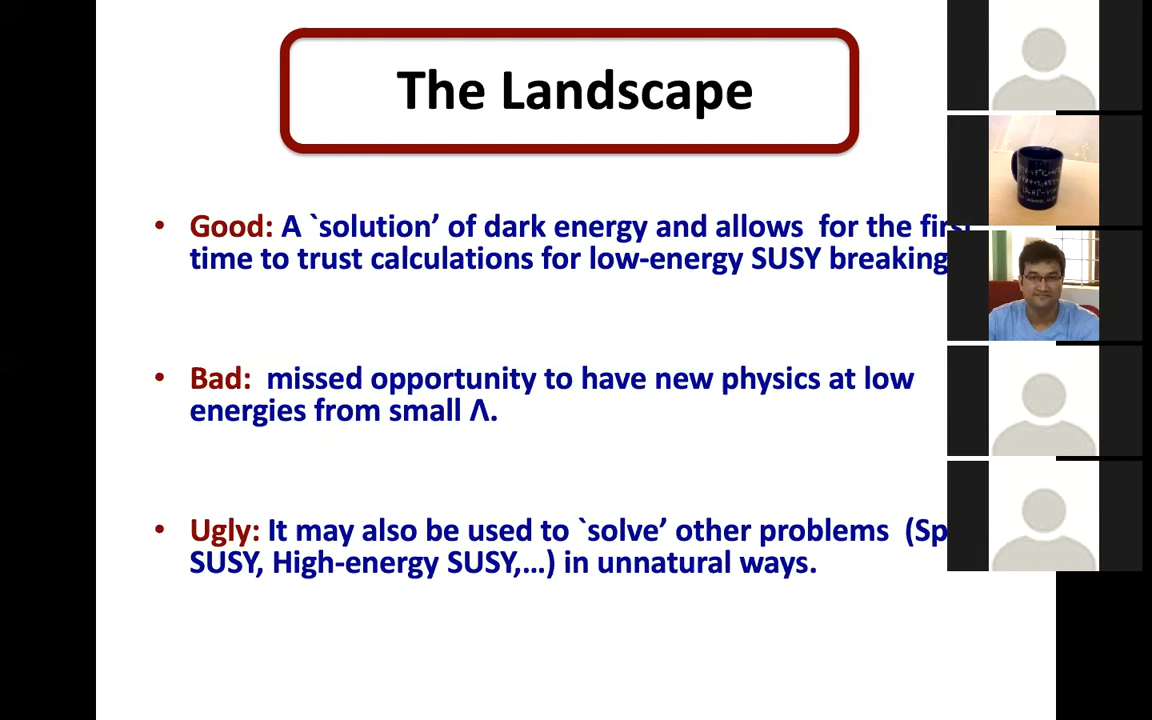 The Landscape
• Good: A `solution’ of dark energy and allows for the
time to trust calculations for low-energy SUSY breaking
• Bad: missed opportunity to have new physics at low
energies from small Λ.
• Ugly: It may also be used to `solve’ other problems
SUSY, High-energy SUSY,…) in unnatural ways.